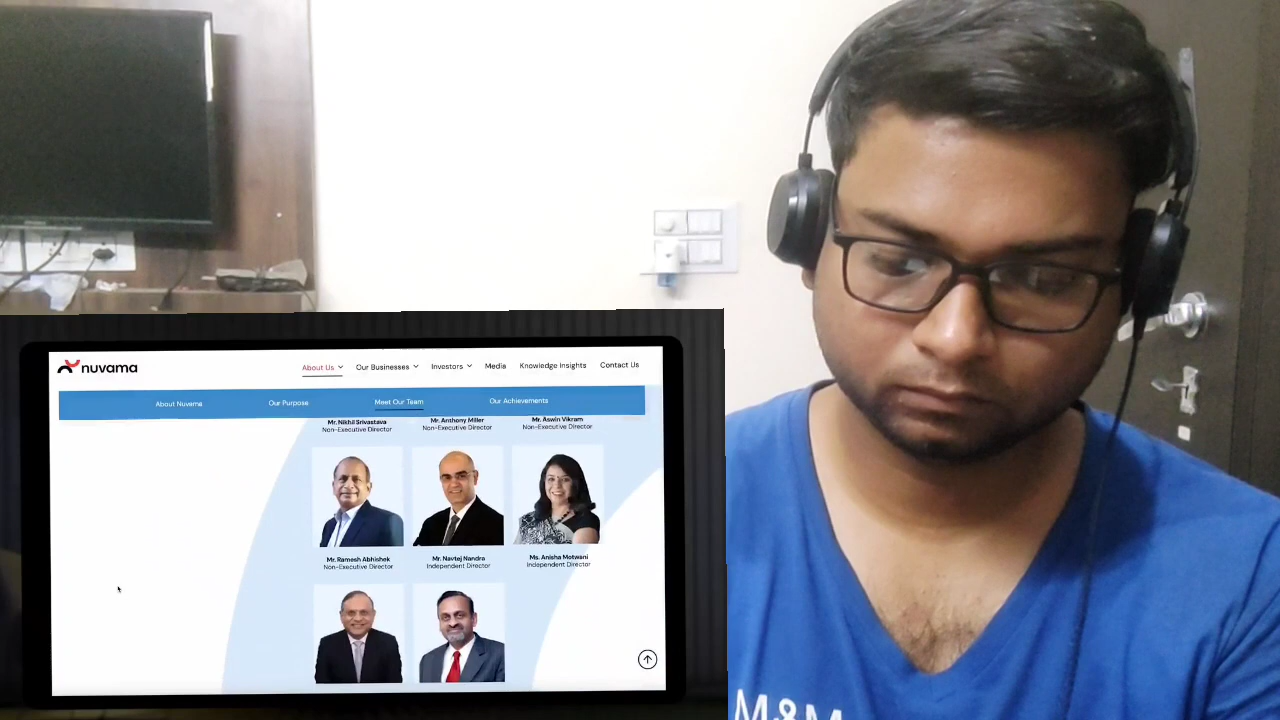 nuvama
About Us
Our Businesses
Investors
Media
Knowledge Insights
Contact Us
About Nuvama
Our Purpose
Meet Our Team
Our Achievements
Mr. Nikhil Srivastava
Non-Executive Director
Mr. Anthony Miller
Non-Executive Director
Mr. Aswin Vikram
Non-Executive Director
Mr. Ramesh Abhishek
Non-Executive Director
Mr. Navtej Nandra
Independent Director
Ms. Anisha Motwani
Independent Director
M&M